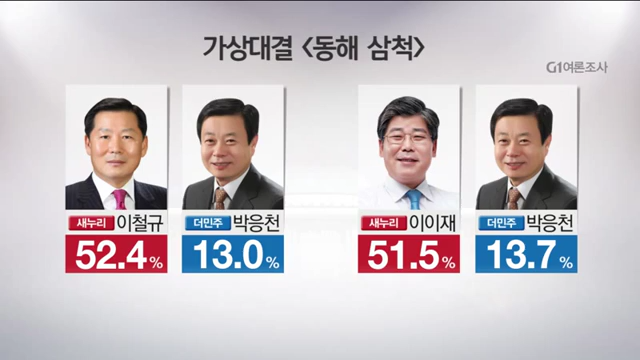 가상대결 <동해 삼척>
G1여론조사
새누리 이철규 더민주 박응천 새누리 이이재 더민주 박응천
52.4% 13.0% 51.5% 13.7%